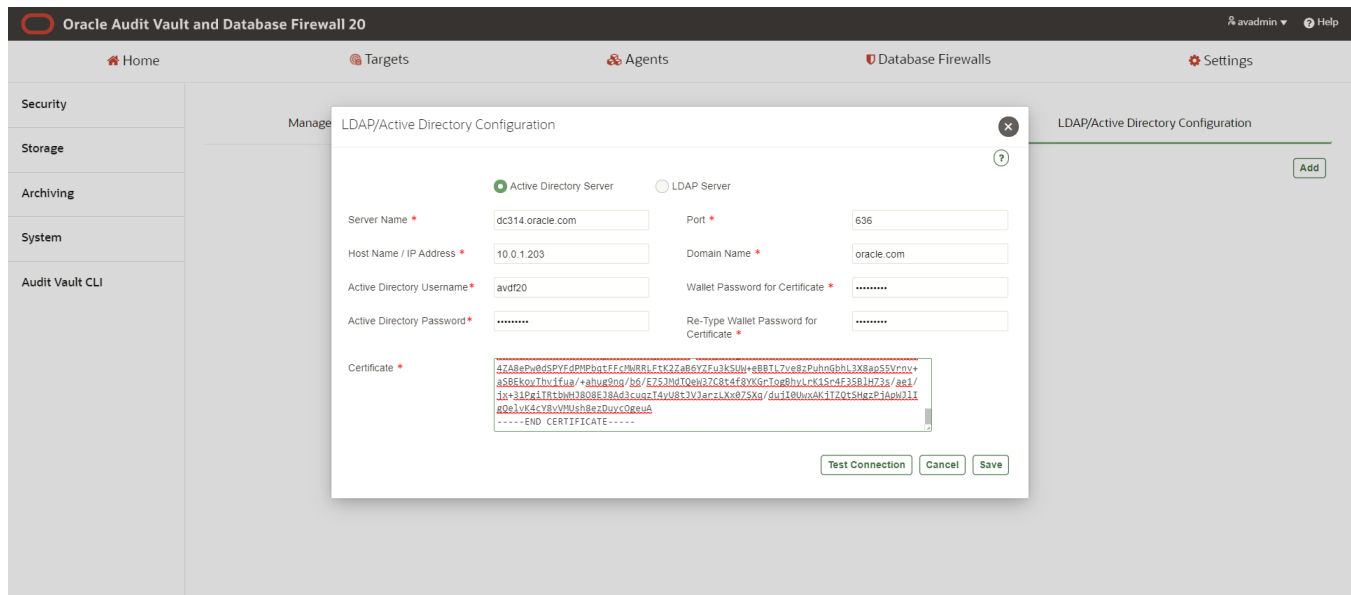 Oracle Audit Vault and Database Firewall 20
avadmin
Help
Home
Targets
Agents
Database Firewalls
Settings
Security
Storage
Archiving
System
Audit Vault CLI
Manage
LDAP/Active Directory Configuration
Add
LDAP/Active Directory Configuration
Active Directory Server
LDAP Server
Server Name *
dc314.oracle.com
Port *
636
Host Name / IP Address *
10.0.1.203
Domain Name *
oracle.com
Active Directory Username*
avdf20
Wallet Password for Certificate *
•••••••••
Active Directory Password*
•••••••••
Re-Type Wallet Password for
Certificate *
•••••••••
Certificate *
-----END CERTIFICATE-----
Test Connection
Cancel
Save